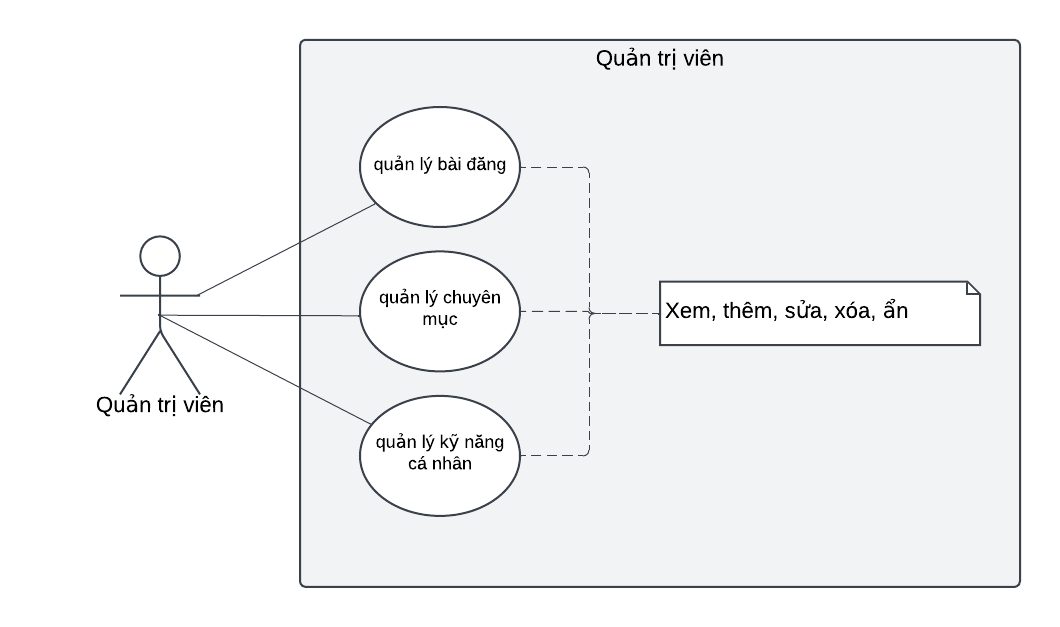 Quản trị viên
quản lý bài đăng
quản lý chuyên
mục
Xem, thêm, sửa, xóa, ẩn
Quản trị viên
quản lý kỹ năng
cá nhân